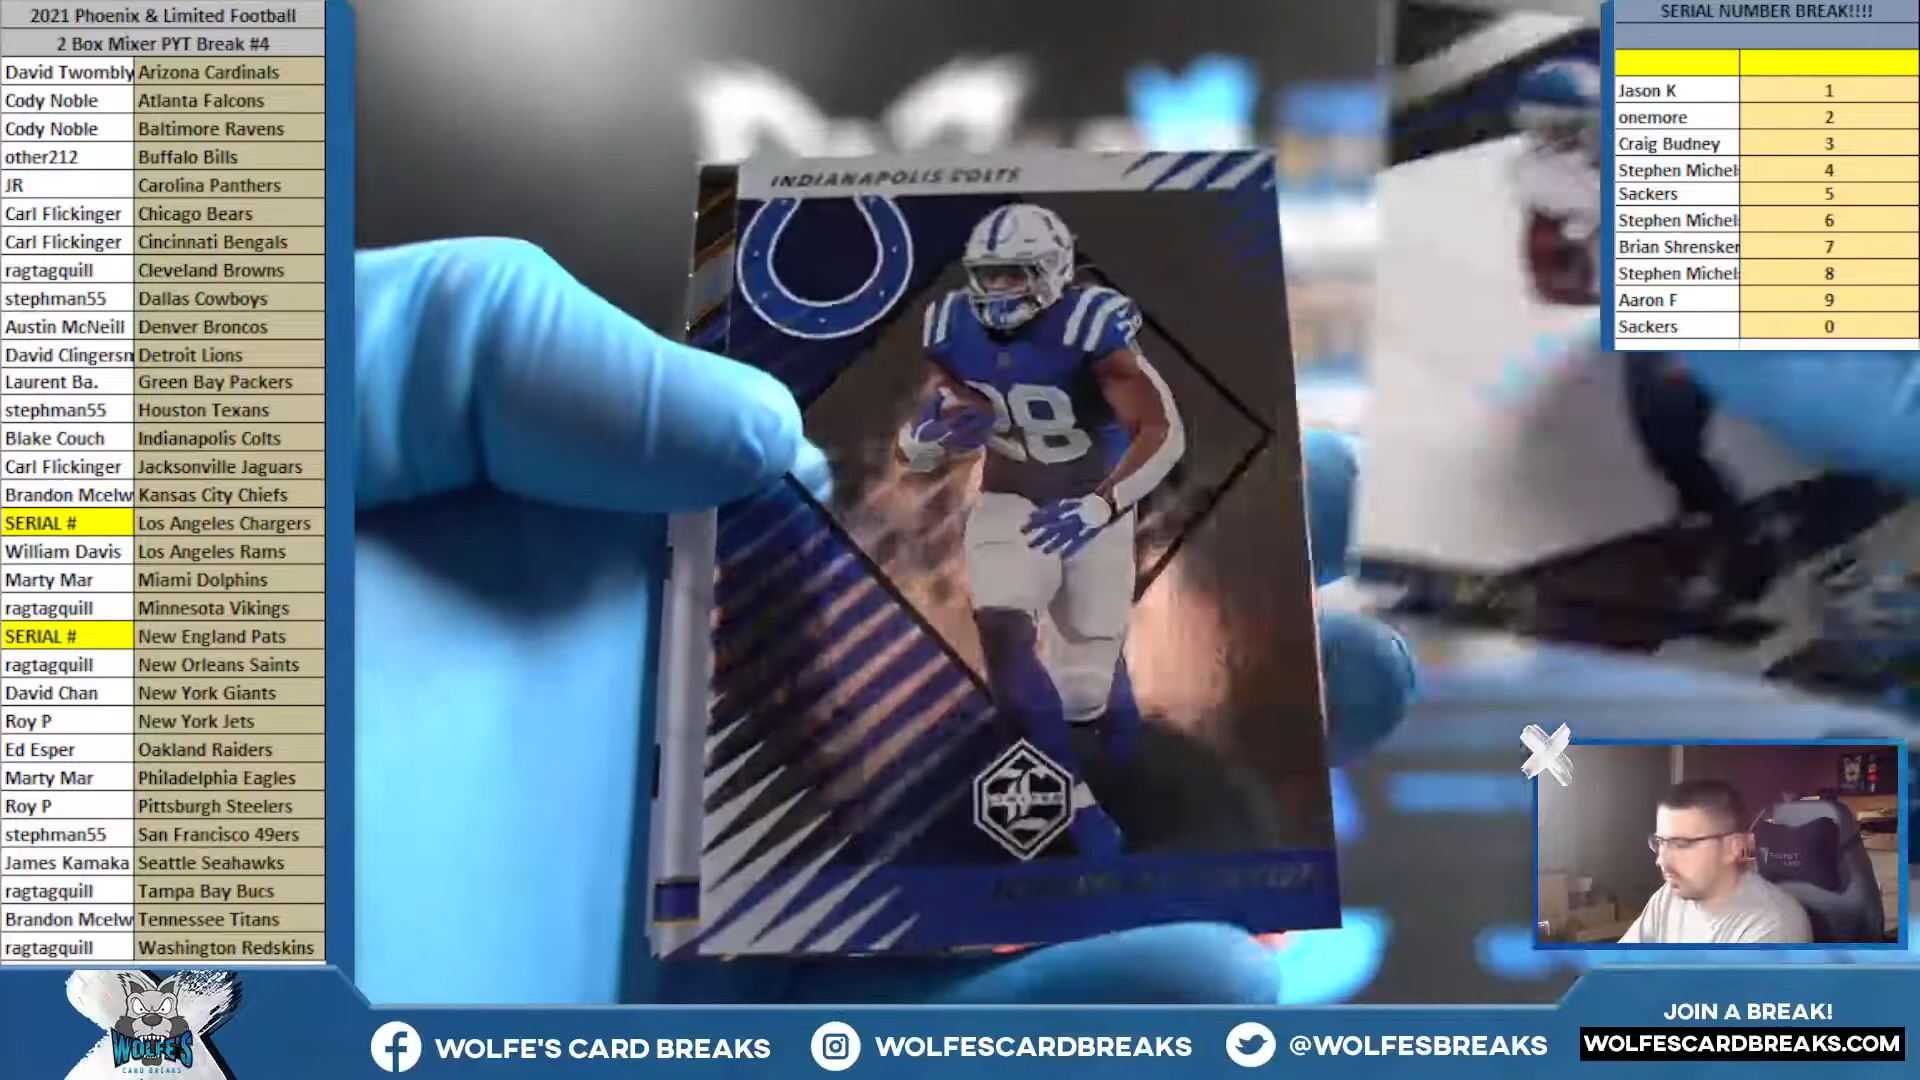 2021 Phoenix & Limited Football
2 Box Mixer PYT Break #4
David Twombly Arizona Cardinals
Cody Noble Atlanta Falcons
Cody Noble Baltimore Ravens
other212 Buffalo Bills
JR Carolina Panthers
Carl Flickinger Chicago Bears
Carl Flickinger Cincinnati Bengals
ragtagquill Cleveland Browns
stephman55 Dallas Cowboys
Austin McNeill Denver Broncos
David Clingersn Detroit Lions
Laurent Ba. Green Bay Packers
stephman55 Houston Texans
Blake Couch Indianapolis Colts
Carl Flickinger Jacksonville Jaguars
Brandon Mcelw Kansas City Chiefs
SERIAL # Los Angeles Chargers
William Davis Los Angeles Rams
Marty Mar Miami Dolphins
ragtagquill Minnesota Vikings
SERIAL # New England Pats
ragtagquill New Orleans Saints
David Chan New York Giants
Roy P New York Jets
Ed Esper Oakland Raiders
Marty Mar Philadelphia Eagles
Roy P Pittsburgh Steelers
stephman55 San Francisco 49ers
James Kamaka Seattle Seahawks
ragtagquill Tampa Bay Bucs
Brandon Mcelw Tennessee Titans
ragtagquill Washington Redskins
INDIANAPOLIS COLTS
28
SERIAL NUMBER BREAK!!!!
Jason K 1
onemore 2
Craig Budney 3
Stephen Michel 4
Sackers 5
Stephen Michel 6
Brian Shrensker 7
Stephen Michel 8
Aaron F 9
Sackers 0
WOLFE'S
CARD BREAKS
WOLFE'S CARD BREAKS
WOLFESCARDBREAKS
@WOLFESBREAKS
JOIN A BREAK!
WOLFESCARDBREAKS.COM